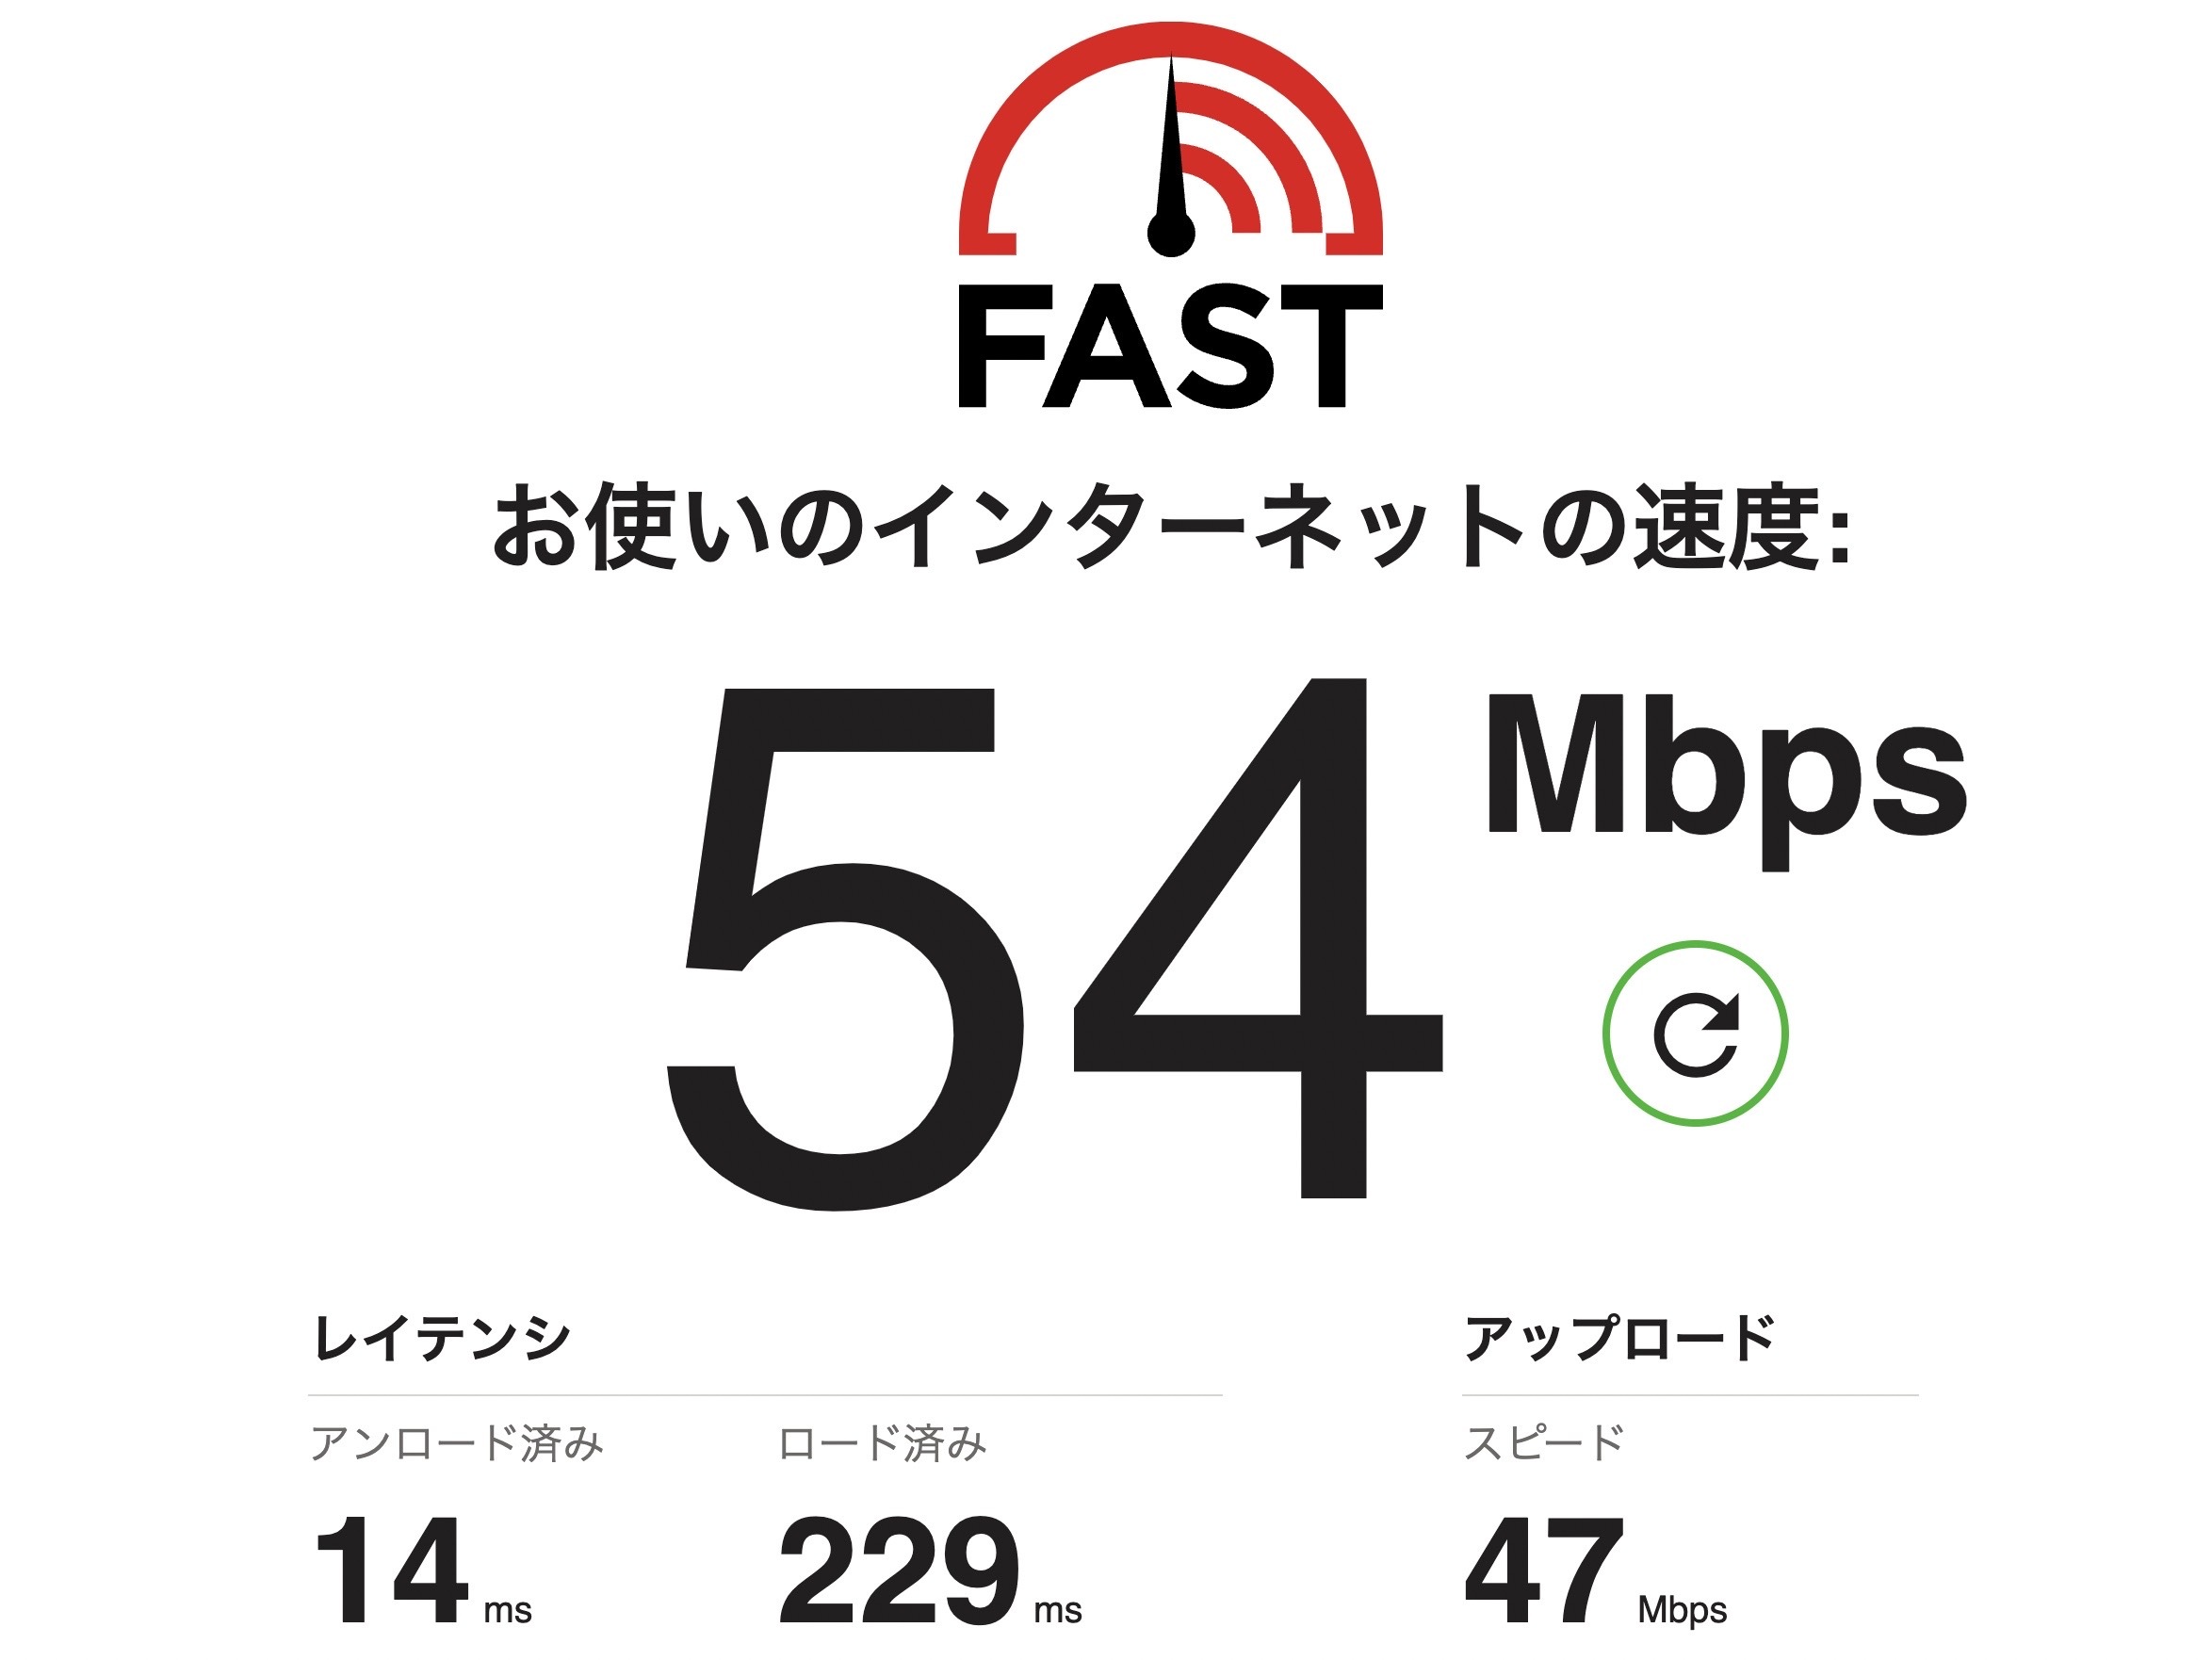 FAST
お使いのインターネットの速度:
54 Mbps
レイテンシ
アンロード済み ロード済み
14 ms 229 ms
アップロード
スピード
47 Mbps